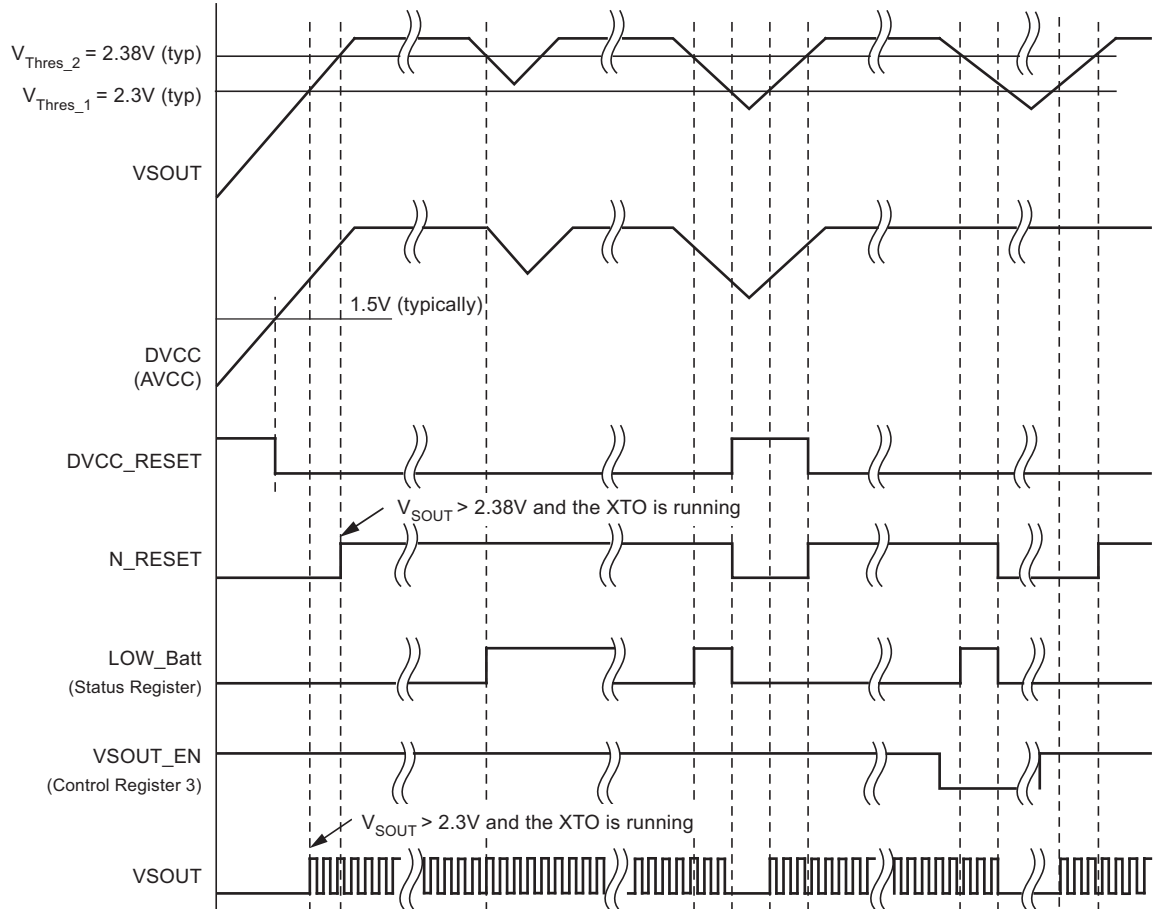 V_Thres_2 = 2.38V (typ)
V_Thres_1 = 2.3V (typ)
VSOUT
1.5V (typically)
DVCC
(AVCC)
DVCC_RESET
V_SOUT > 2.38V and the XTO is running
N_RESET
LOW_Batt
(Status Register)
VSOUT_EN
(Control Register 3)
V_SOUT > 2.3V and the XTO is running
VSOUT